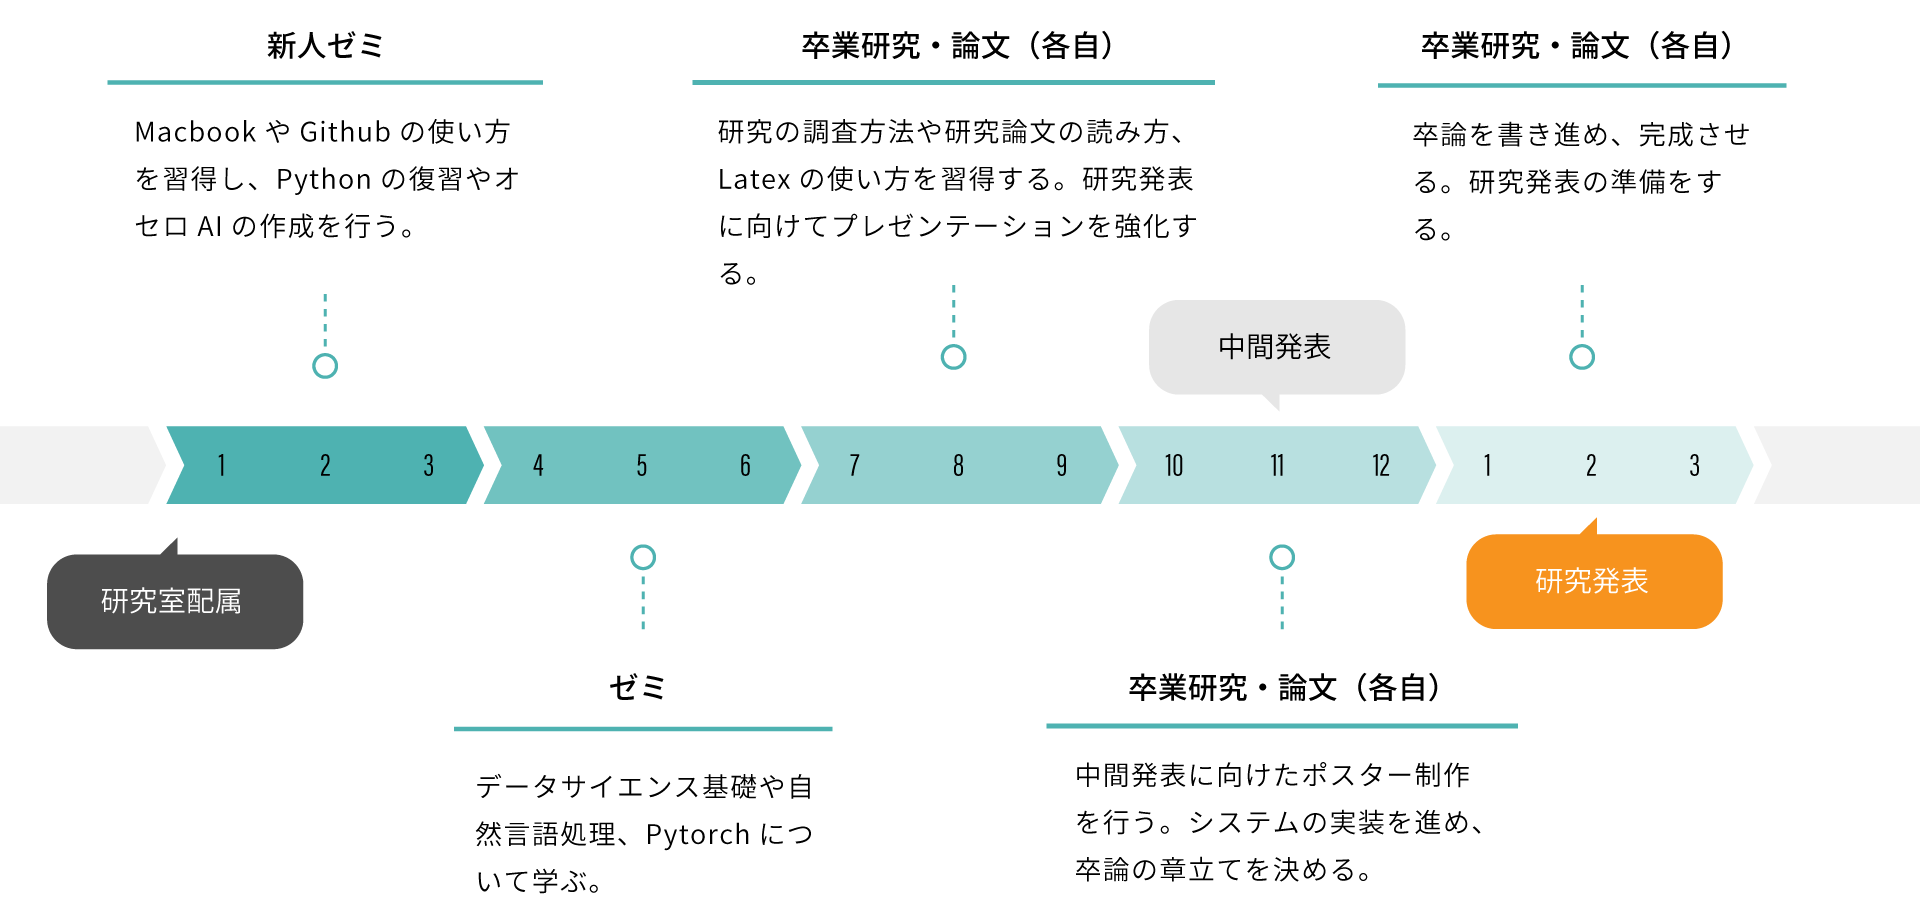 新人ゼミ
Macbook や Github の使い方
を習得し、Python の復習やオ
セロ AI の作成を行う。
卒業研究・論文（各自）
研究の調査方法や研究論文の読み方、
Latex の使い方を習得する。研究発表
に向けてプレゼンテーションを強化す
る。
卒業研究・論文（各自）
卒論を書き進め、完成させ
る。研究発表の準備をす
る。
中間発表
1 2 3 4 5 6 7 8 9 10 11 12 1 2 3
研究室配属
研究発表
ゼミ
データサイエンス基礎や自
然言語処理、Pytorch につ
いて学ぶ。
卒業研究・論文（各自）
中間発表に向けたポスター制作
を行う。システムの実装を進め、
卒論の章立てを決める。